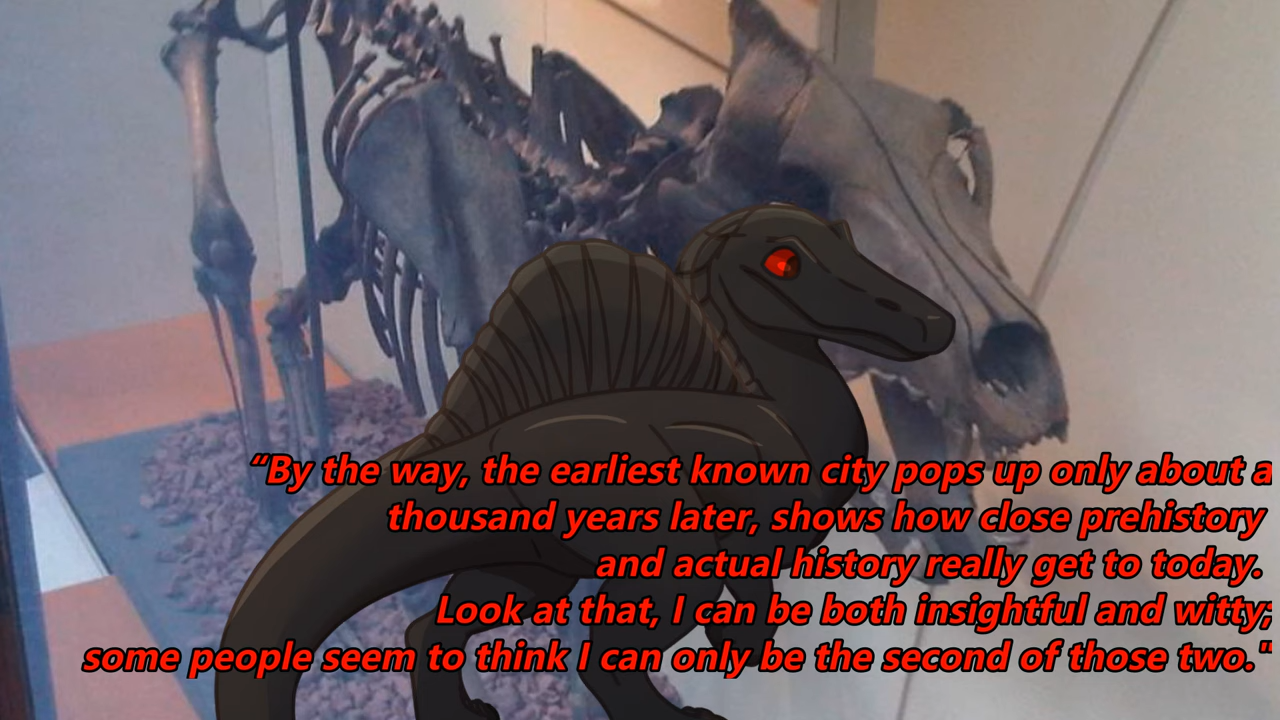 “By the way, the earliest known city pops up only about a
thousand years later, shows how close prehistory
and actual history really get to today.
Look at that, I can be both insightful and witty;
some people seem to think I can only be the second of those two."